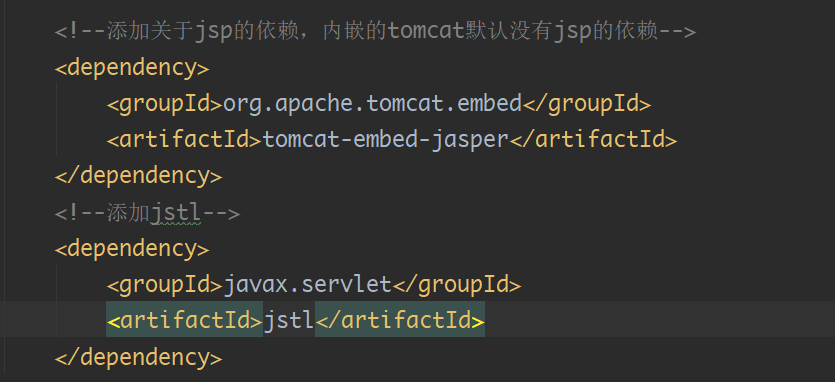 <!--添加关于jsp的依赖，内嵌的tomcat默认没有jsp的依赖-->
<dependency>
    <groupId>org.apache.tomcat.embed</groupId>
    <artifactId>tomcat-embed-jasper</artifactId>
</dependency>
<!--添加jstl-->
<dependency>
    <groupId>javax.servlet</groupId>
    <artifactId>jstl</artifactId>
</dependency>